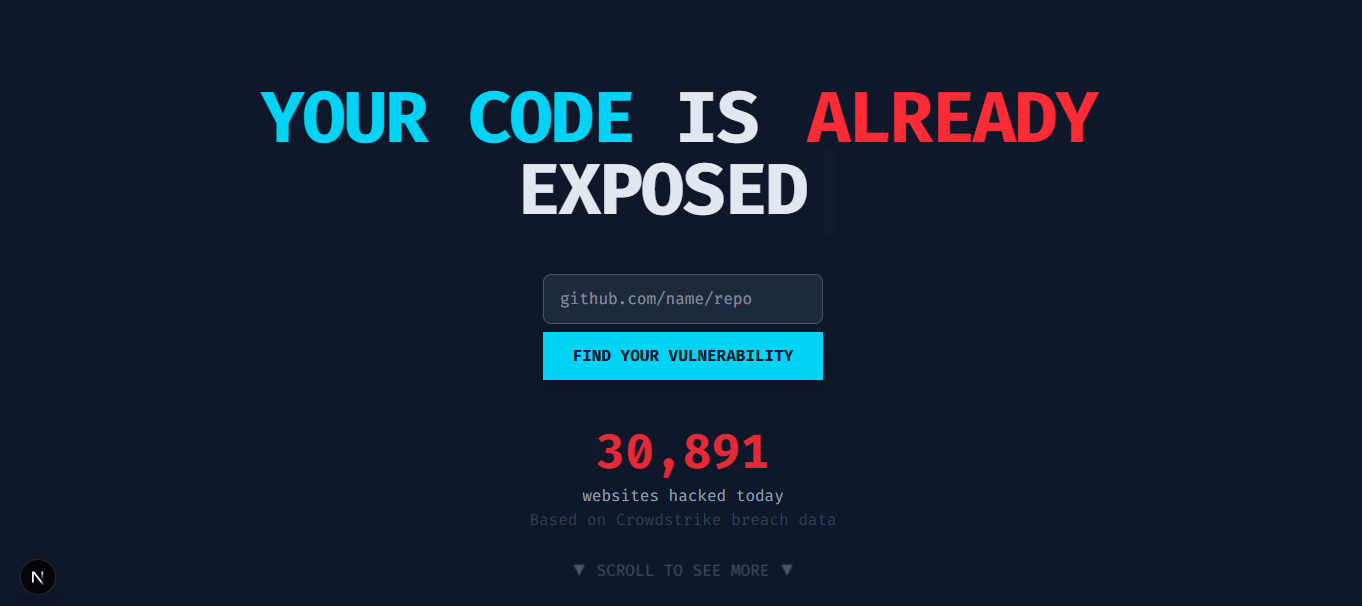 YOUR CODE IS ALREADY
EXPOSED
github.com/name/repo
FIND YOUR VULNERABILITY
30,891
websites hacked today
Based on Crowdstrike breach data
▼ SCROLL TO SEE MORE ▼
N